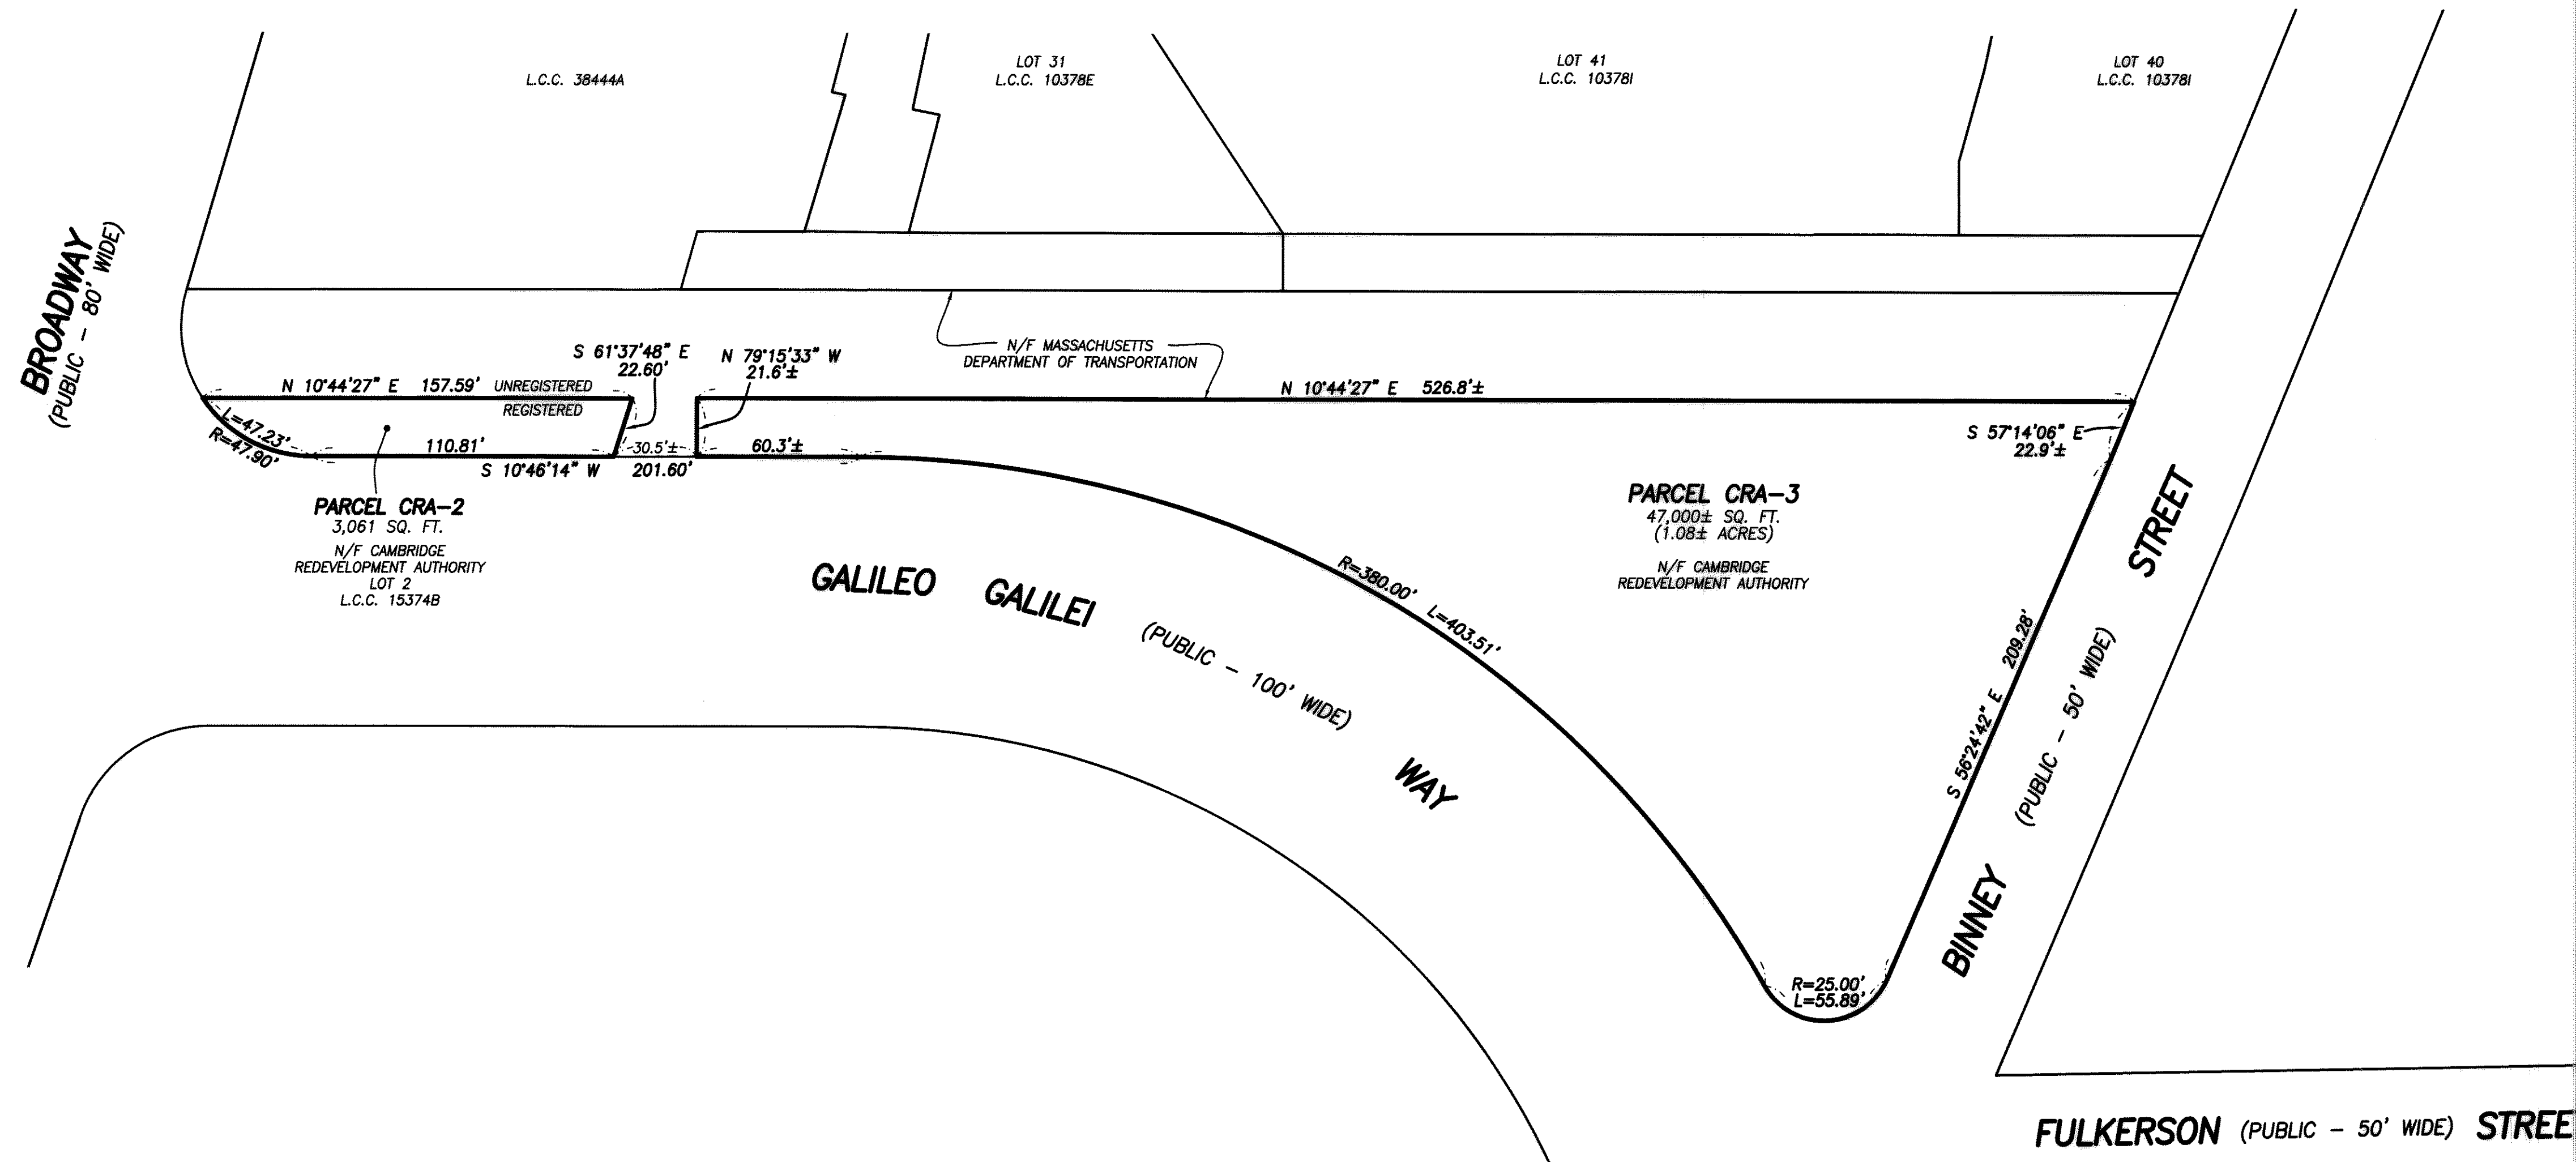 L.C.C. 38444A
LOT 31
L.C.C. 10378E
LOT 41
L.C.C. 10378I
LOT 40
L.C.C. 10378I
BROADWAY
(PUBLIC – 80' WIDE)
N/F MASSACHUSETTS
DEPARTMENT OF TRANSPORTATION
S 61°37'48" E
22.60'
N 79°15'33" W
21.6'±
N 10°44'27" E 157.59' UNREGISTERED
REGISTERED
N 10°44'27" E 526.8'±
L=47.23'
R=47.90'
110.81'
S 10°46'14" W
30.5'±
201.60'
60.3'±
S 57°14'06" E
22.9'±
PARCEL CRA–2
3,061 SQ. FT.
N/F CAMBRIDGE
REDEVELOPMENT AUTHORITY
LOT 2
L.C.C. 15374B
PARCEL CRA–3
47,000± SQ. FT.
(1.08± ACRES)
N/F CAMBRIDGE
REDEVELOPMENT AUTHORITY
GALILEO GALILEI (PUBLIC – 100' WIDE) WAY
R=380.00' L=403.51'
S 56°24'42" E 209.28'
BINNEY (PUBLIC – 50' WIDE) STREET
R=25.00'
L=55.89'
FULKERSON (PUBLIC – 50' WIDE) STREE